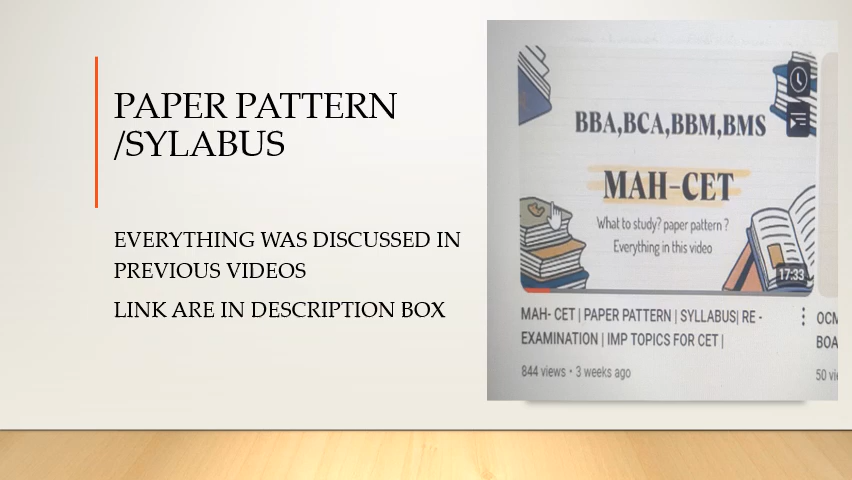 PAPER PATTERN
/SYLABUS
EVERYTHING WAS DISCUSSED IN
PREVIOUS VIDEOS
LINK ARE IN DESCRIPTION BOX
BBA,BCA,BBM,BMS
MAH-CET
What to study? paper pattern ?
Everything in this video
17:33
MAH- CET | PAPER PATTERN | SYLLABUS| RE -
EXAMINATION | IMP TOPICS FOR CET |
844 views • 3 weeks ago
OCM
BOA
50 vie